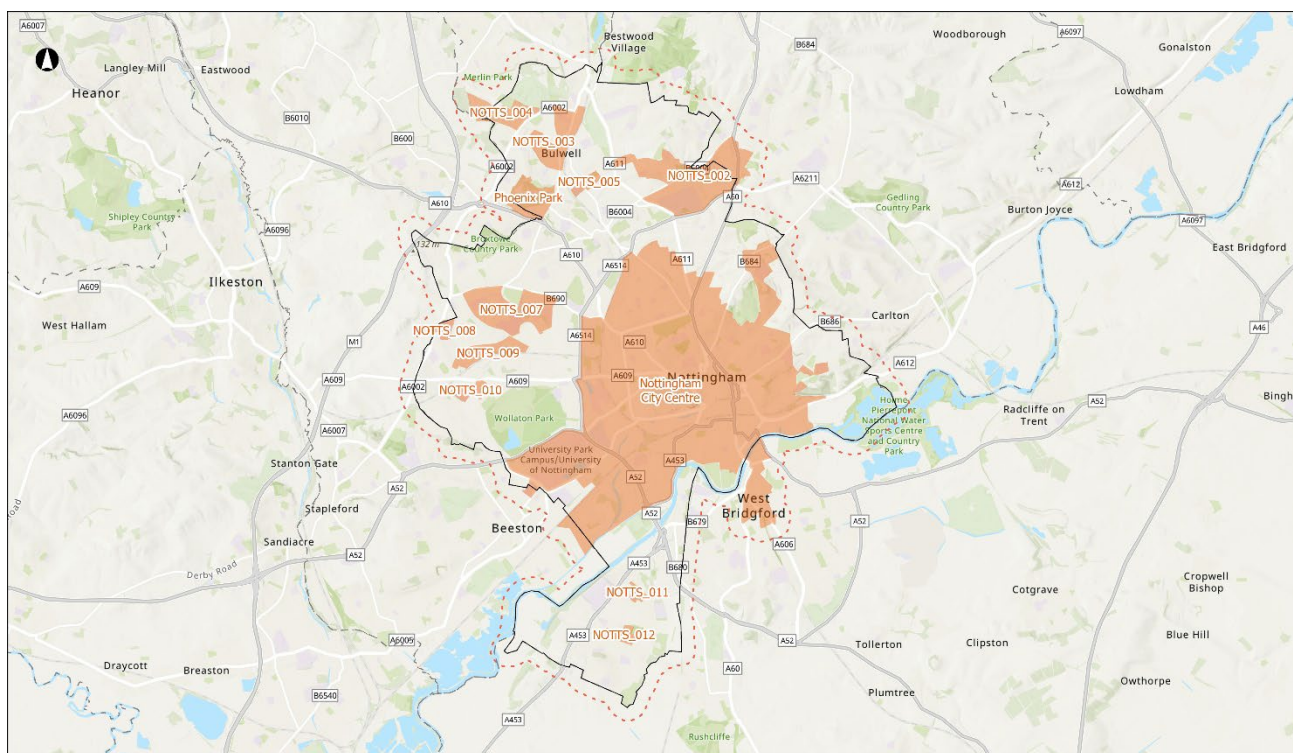 A6007
A6002
Bestwood
Village
B684
Woodborough
A6097
Gonalston
Langley Mill
Eastwood
Merlin Park
Heanor
Lowdham
NOTTS_004
A6002
B6010
B600
NOTTS_003
Bulwell
A6002
A611
NOTTS_002
NOTTS_005
A6211
A612
Phoenix Park
A60
Gedling
Country Park
A610
B6004
Burton Joyce
Shipley Country
Park
A6096
A6097
132 m
Broxtowe
Country Park
A610
A611
East Bridgford
A6514
B684
Ilkeston
A609
B690
NOTTS_007
West Hallam
NOTTS_008
B686
Carlton
A46
A6514
M1
A610
NOTTS_009
A612
A609
A6002
A609
A609
Nottingham
Nottingham
City Centre
NOTTS_010
Bingh
A52
Holme
Pierrepont
National Water
Sports Centre
and Country
Park
Radcliffe on
Trent
A6096
Wollaton Park
A6007
University Park
Campus/University
of Nottingham
A453
Stanton Gate
A52
A52
Road
Stapleford
West
Bridgford
A52
B679
A52
Beeston
Sandiacre
A52
A606
Derby Road
A453
B680
Cropwell
Bishop
Cotgrave
NOTTS_011
A453
NOTTS_012
A6005
A52
Tollerton
Clipston
Blue Hill
Draycott
Breaston
A60
Owthorpe
B6540
Plumtree
A453
Rushcliffe